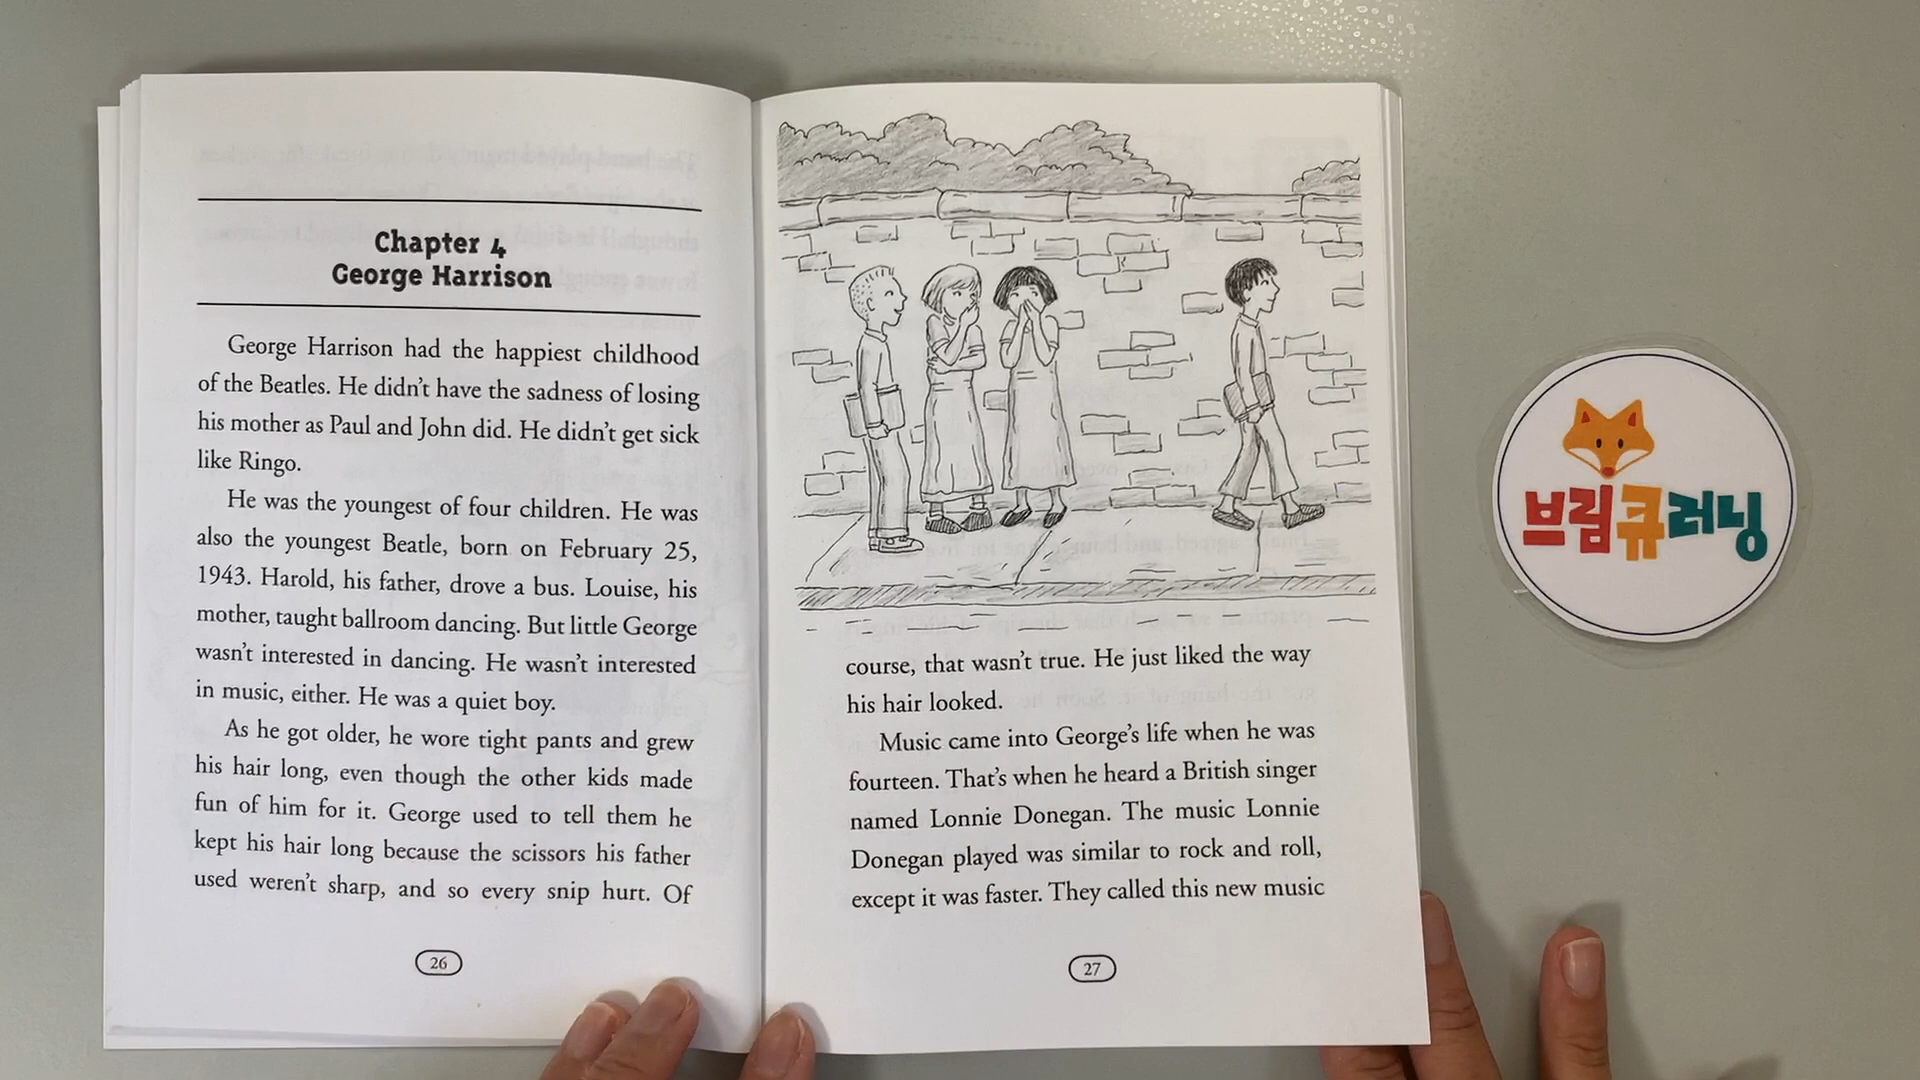 Chapter 4
George Harrison
George Harrison had the happiest childhood
of the Beatles. He didn't have the sadness of losing
his mother as Paul and John did. He didn't get sick
like Ringo.
He was the youngest of four children. He was
also the youngest Beatle, born on February 25,
1943. Harold, his father, drove a bus. Louise, his
mother, taught ballroom dancing. But little George
wasn't interested in dancing. He wasn't interested
in music, either. He was a quiet boy.
As he got older, he wore tight pants and grew
his hair long, even though the other kids made
fun of him for it. George used to tell them he
kept his hair long because the scissors his father
used weren't sharp, and so every snip hurt. Of
26
course, that wasn't true. He just liked the way
his hair looked.
Music came into George's life when he was
fourteen. That's when he heard a British singer
named Lonnie Donegan. The music Lonnie
Donegan played was similar to rock and roll,
except it was faster. They called this new music
27
브림큐러닝